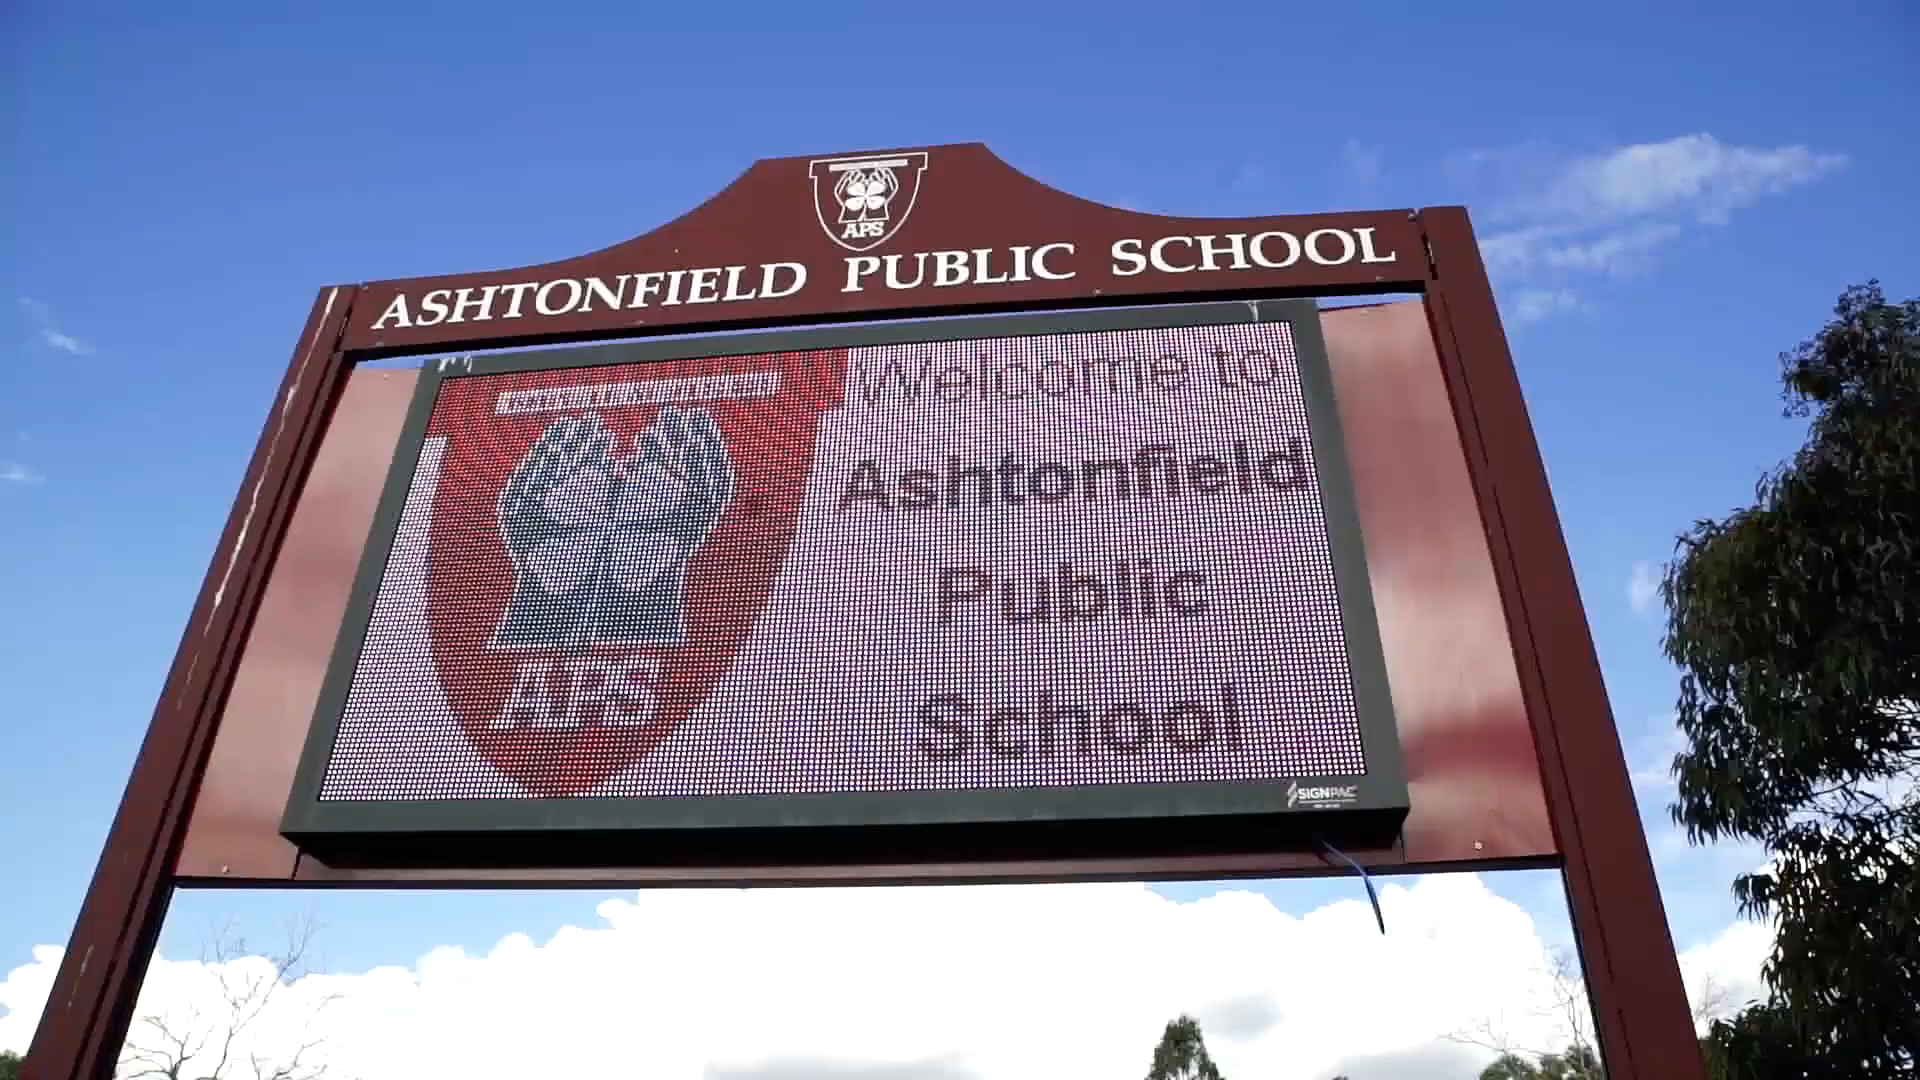 APS
ASHTONFIELD PUBLIC SCHOOL
Welcome to
Ashtonfield
Public
School
APS
SIGNPAC